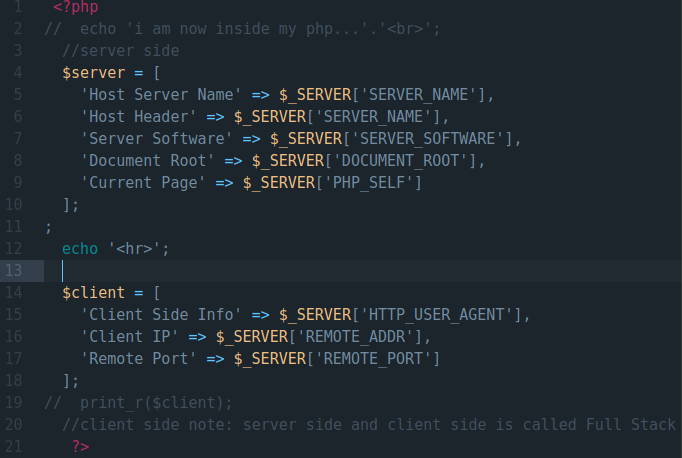 1 <?php
2 //  echo 'i am now inside my php...'.'<br>';
3   //server side
4   $server = [
5     'Host Server Name' => $_SERVER['SERVER_NAME'],
6     'Host Header' => $_SERVER['SERVER_NAME'],
7     'Server Software' => $_SERVER['SERVER_SOFTWARE'],
8     'Document Root' => $_SERVER['DOCUMENT_ROOT'],
9     'Current Page' => $_SERVER['PHP_SELF']
10   ];
11 ;
12   echo '<hr>';
13
14   $client = [
15     'Client Side Info' => $_SERVER['HTTP_USER_AGENT'],
16     'Client IP' => $_SERVER['REMOTE_ADDR'],
17     'Remote Port' => $_SERVER['REMOTE_PORT']
18   ];
19 //  print_r($client);
20   //client side note: server side and client side is called Full Stack
21    ?>